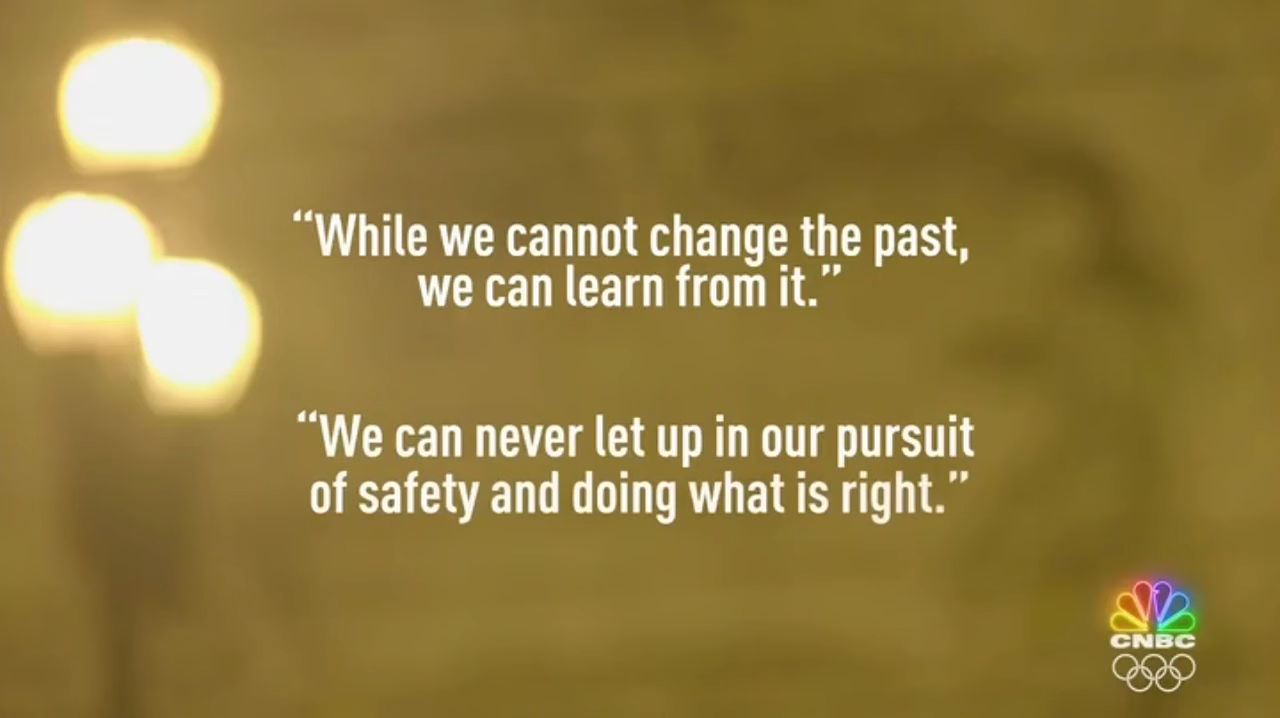 “While we cannot change the past,
we can learn from it.”
“We can never let up in our pursuit
of safety and doing what is right.”
CNBC